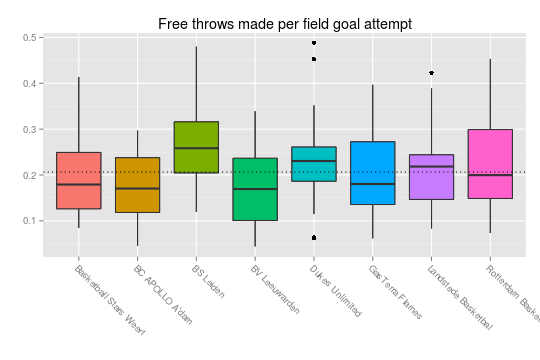 Free throws made per field goal attempt
0.5
0.4
0.3
0.2
0.1
Basketball Stars Weert
BC APOLLO A'dam
BS Leiden
BV Leeuwarden
Dukes Unlimited
GasTerra Flames
Landstede Basketbal
Rotterdam Basket